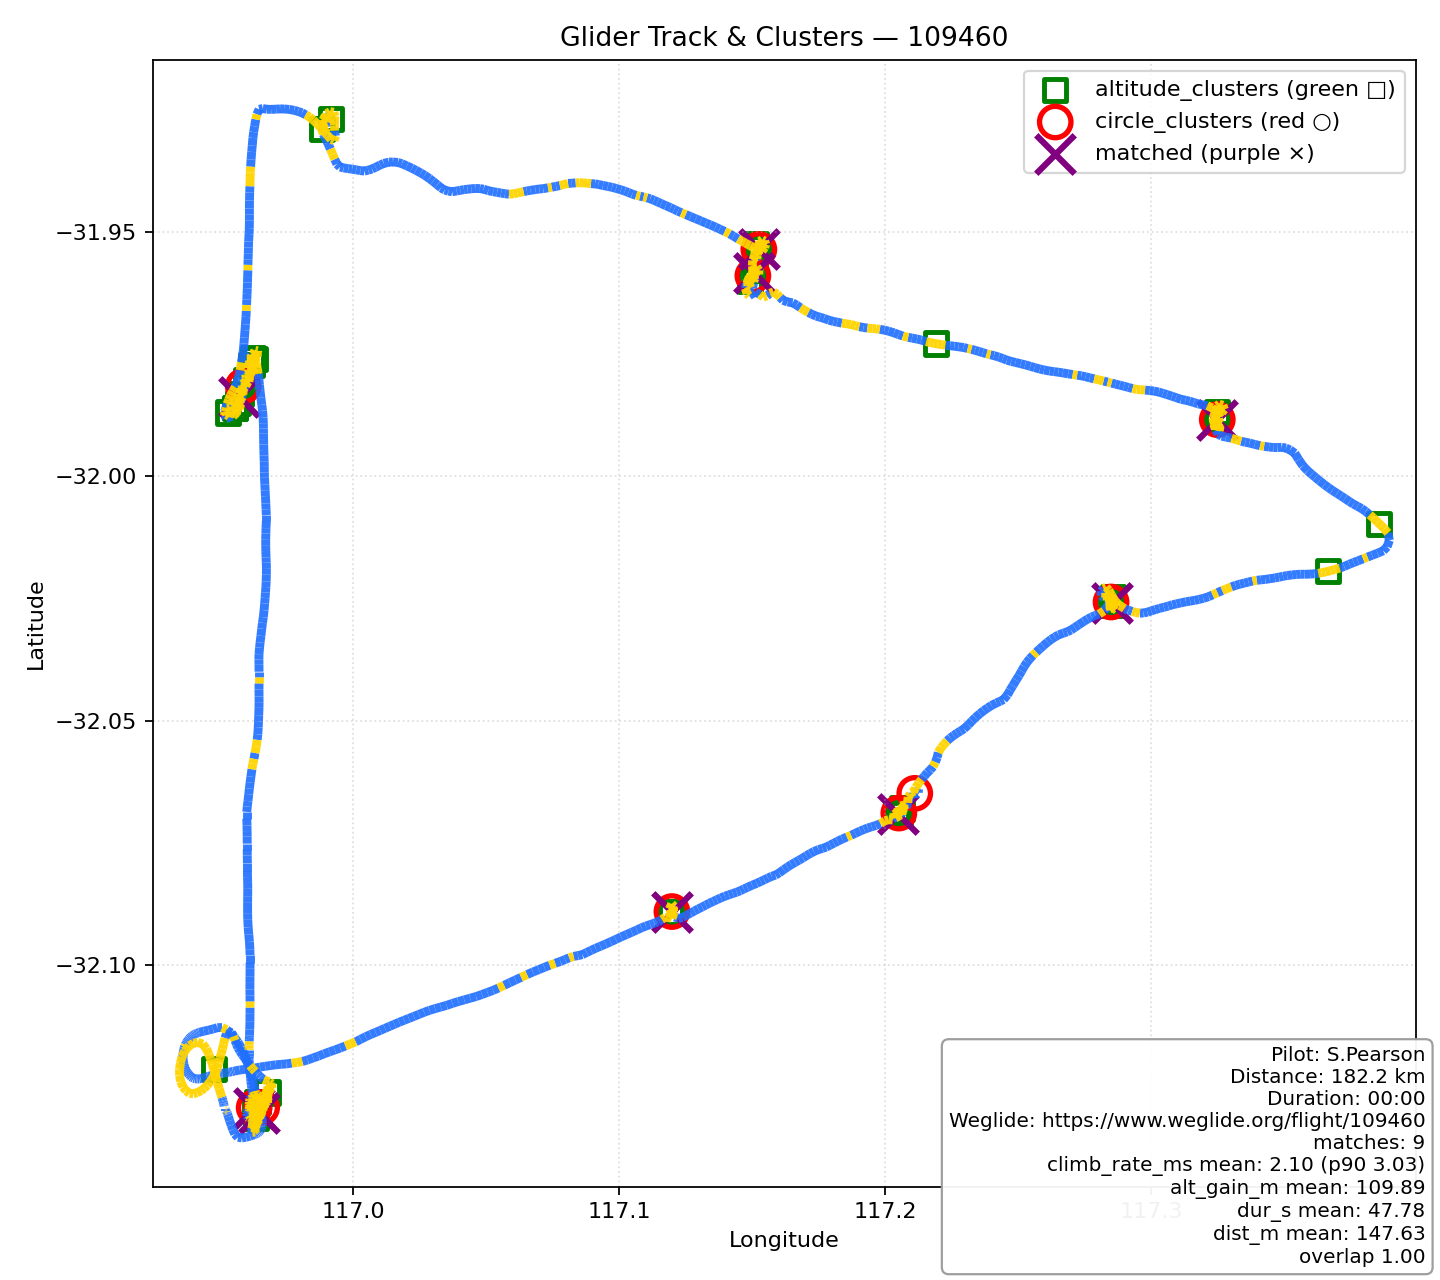 Glider Track & Clusters — 109460
altitude_clusters (green □)
circle_clusters (red ○)
matched (purple ×)
−31.95
−32.00
−32.05
−32.10
Latitude
117.0
117.1
117.2
117.3
Longitude
Pilot: S.Pearson
Distance: 182.2 km
Duration: 00:00
Weglide: https://www.weglide.org/flight/109460
matches: 9
climb_rate_ms mean: 2.10 (p90 3.03)
alt_gain_m mean: 109.89
dur_s mean: 47.78
dist_m mean: 147.63
overlap 1.00